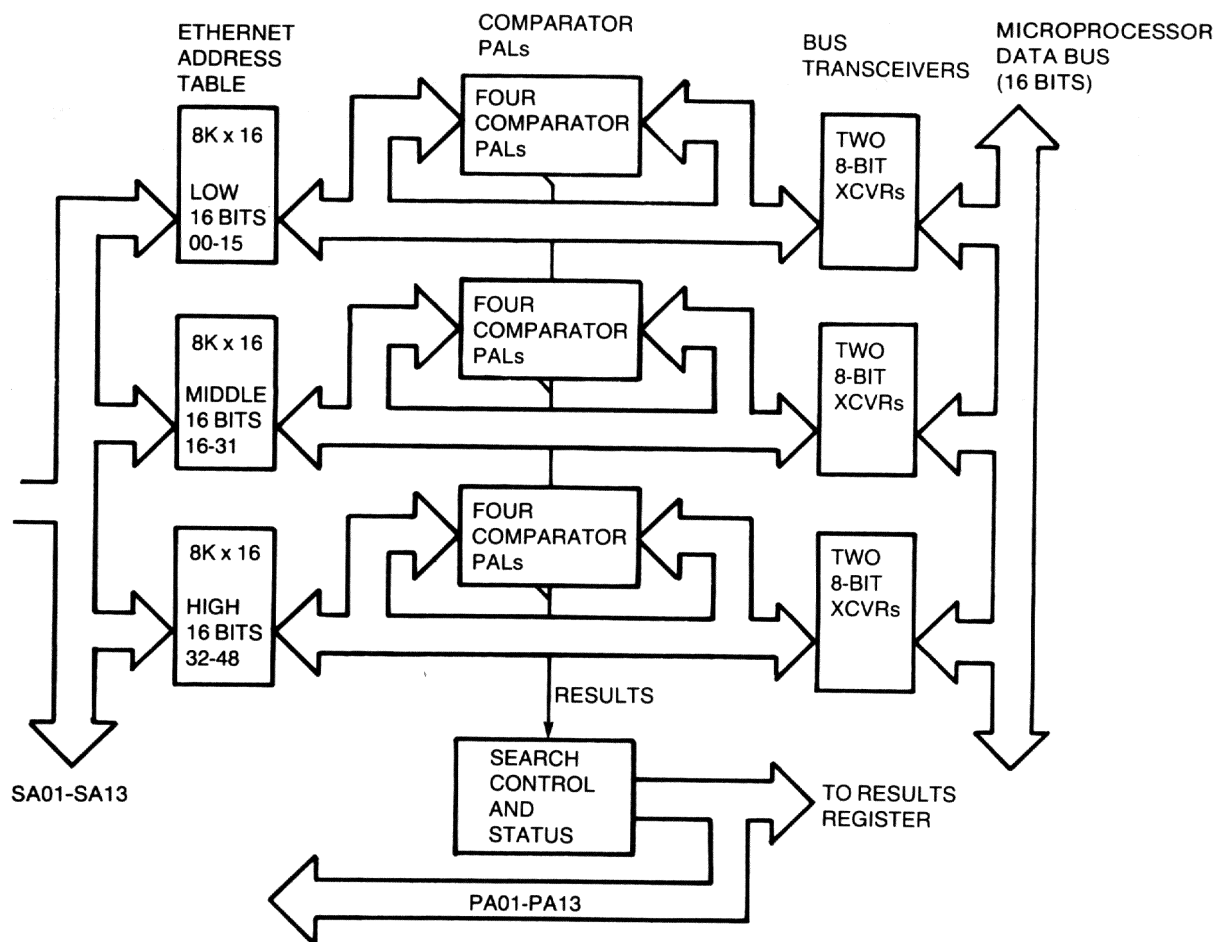 ETHERNET
ADDRESS
TABLE
COMPARATOR
PALs
BUS
TRANSCEIVERS
MICROPROCESSOR
DATA BUS
(16 BITS)
8K x 16
LOW
16 BITS
00-15
FOUR
COMPARATOR
PALs
TWO
8-BIT
XCVRs
8K x 16
MIDDLE
16 BITS
16-31
FOUR
COMPARATOR
PALs
TWO
8-BIT
XCVRs
8K x 16
HIGH
16 BITS
32-48
FOUR
COMPARATOR
PALs
TWO
8-BIT
XCVRs
RESULTS
SA01-SA13
SEARCH
CONTROL
AND
STATUS
TO RESULTS
REGISTER
PA01-PA13